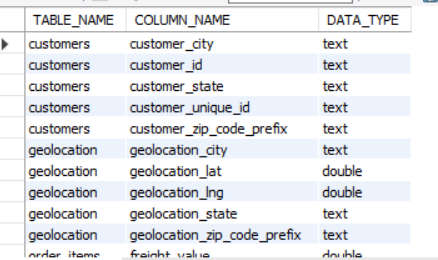 TABLE_NAME COLUMN_NAME DATA_TYPE
customers customer_city text
customers customer_id text
customers customer_state text
customers customer_unique_id text
customers customer_zip_code_prefix text
geolocation geolocation_city text
geolocation geolocation_lat double
geolocation geolocation_lng double
geolocation geolocation_state text
geolocation geolocation_zip_code_prefix text
order_items freight_value double